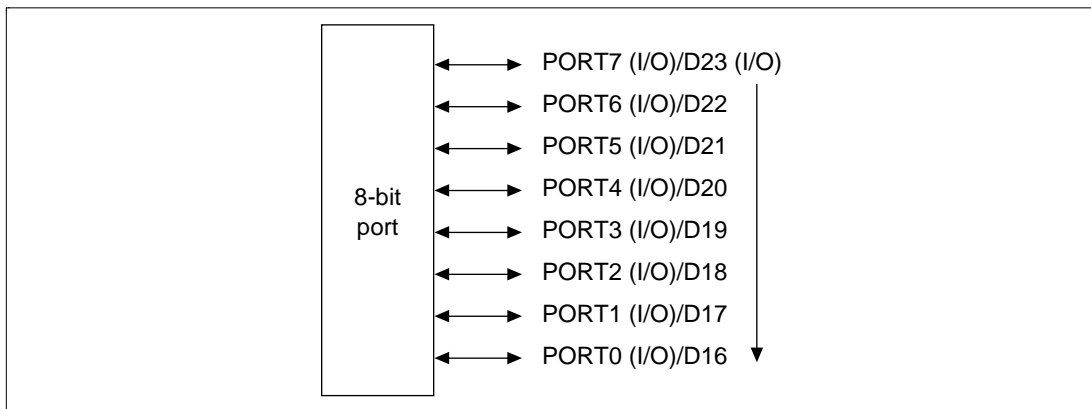 PORT7 (I/O)/D23 (I/O)
PORT6 (I/O)/D22
PORT5 (I/O)/D21
PORT4 (I/O)/D20
8-bit
port
PORT3 (I/O)/D19
PORT2 (I/O)/D18
PORT1 (I/O)/D17
PORT0 (I/O)/D16